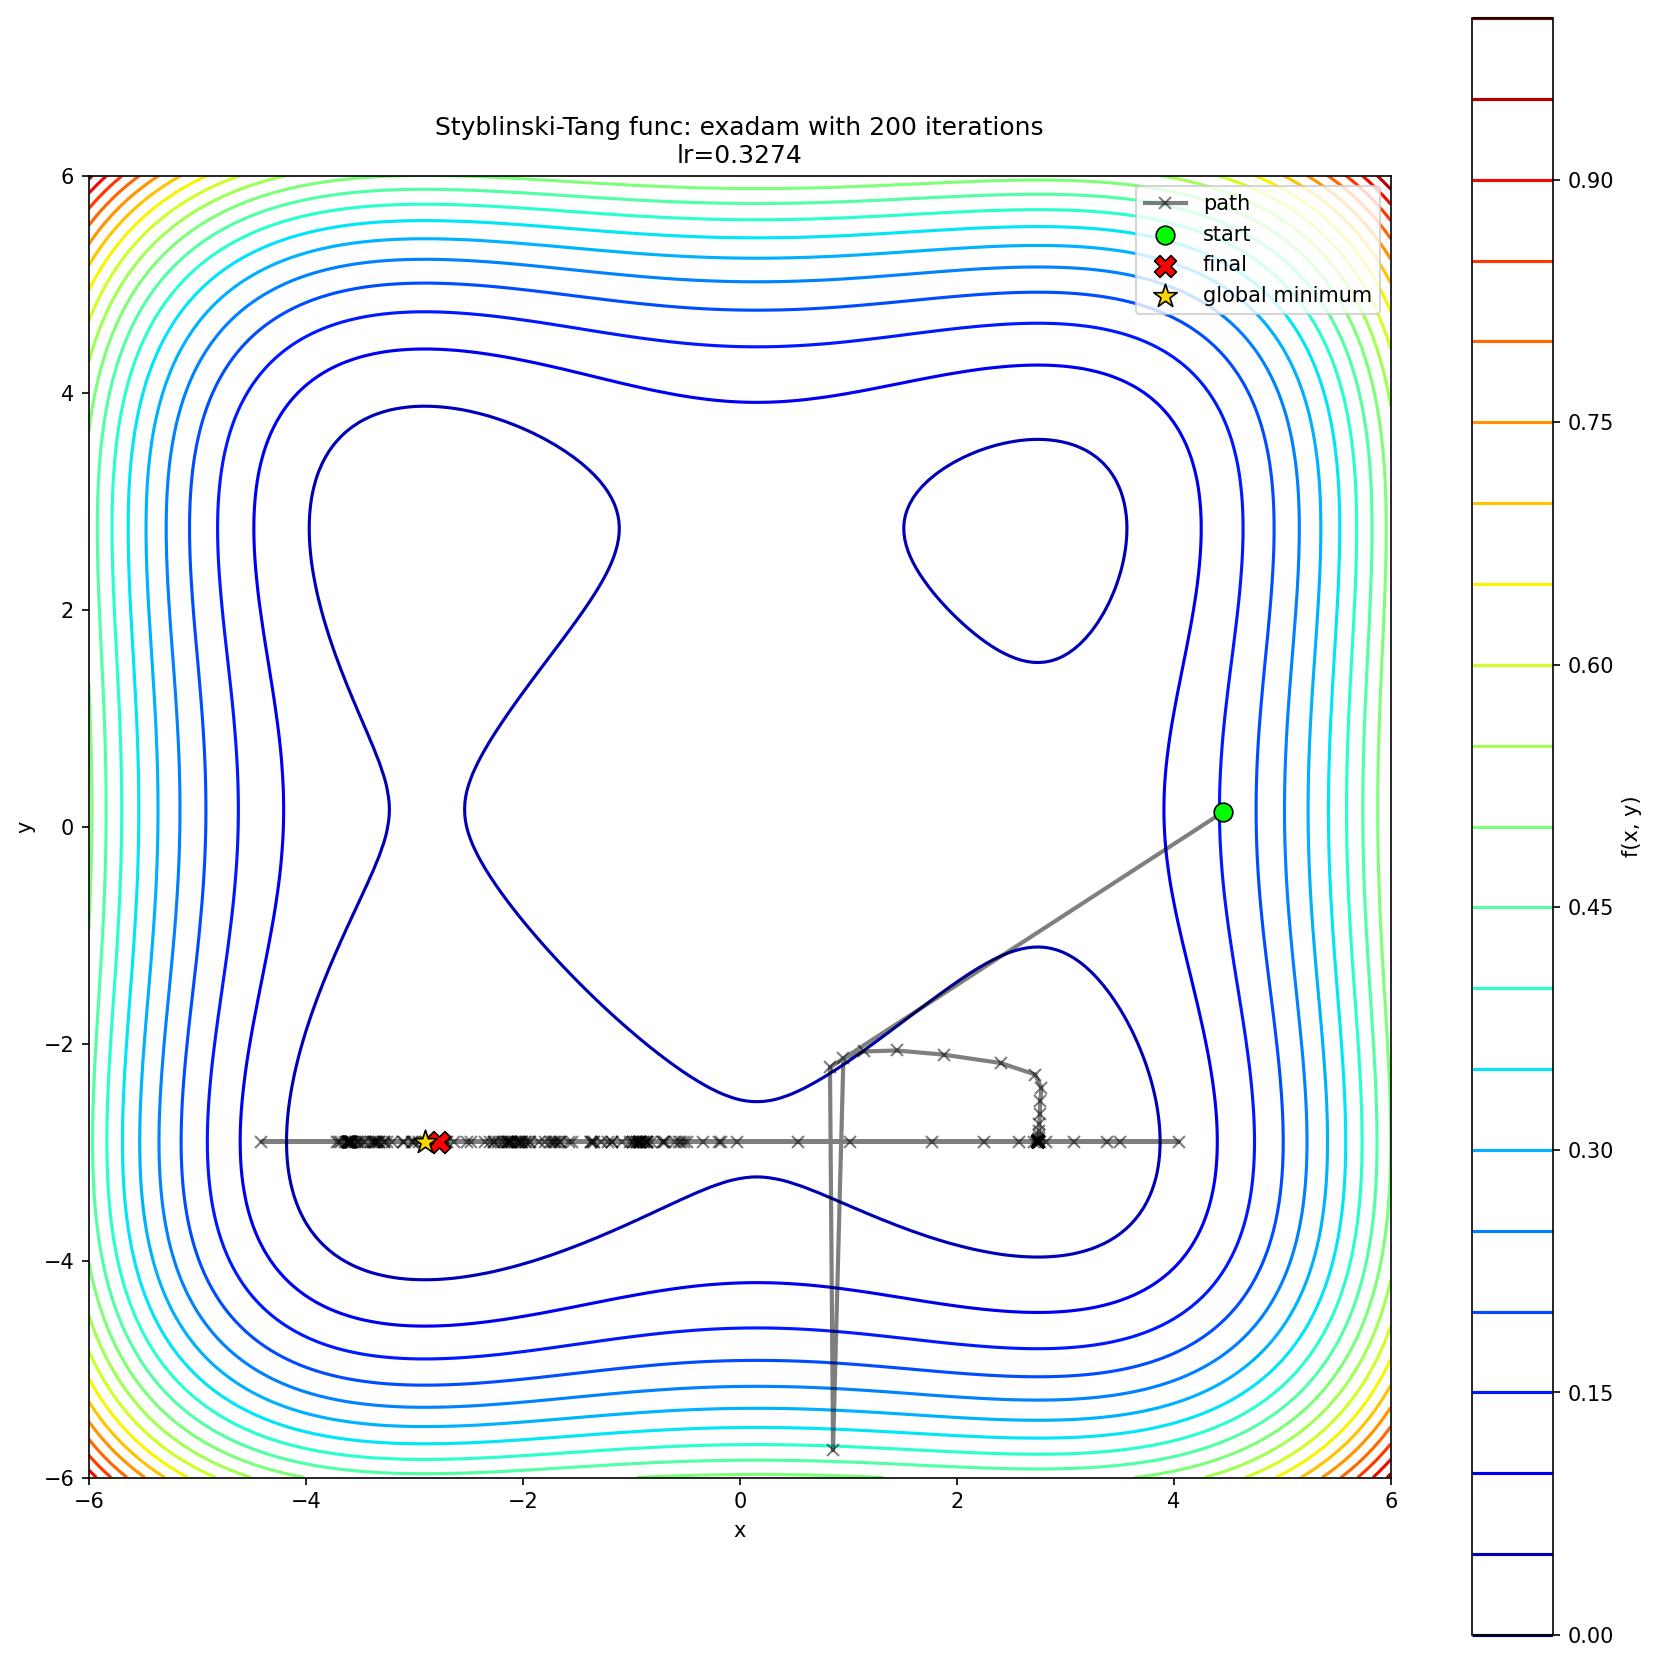 Styblinski-Tang func: exadam with 200 iterations
lr=0.3274
path
start
final
global minimum
6
4
2
0
−2
−4
−6
y
−6 −4 −2 0 2 4 6
x
0.90
0.75
0.60
0.45
0.30
0.15
0.00
f(x, y)